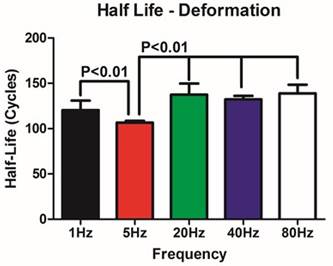 Half Life - Deformation
Half-Life (Cycles)
200
150
100
50
0
P<0.01
P<0.01
1Hz 5Hz 20Hz 40Hz 80Hz
Frequency